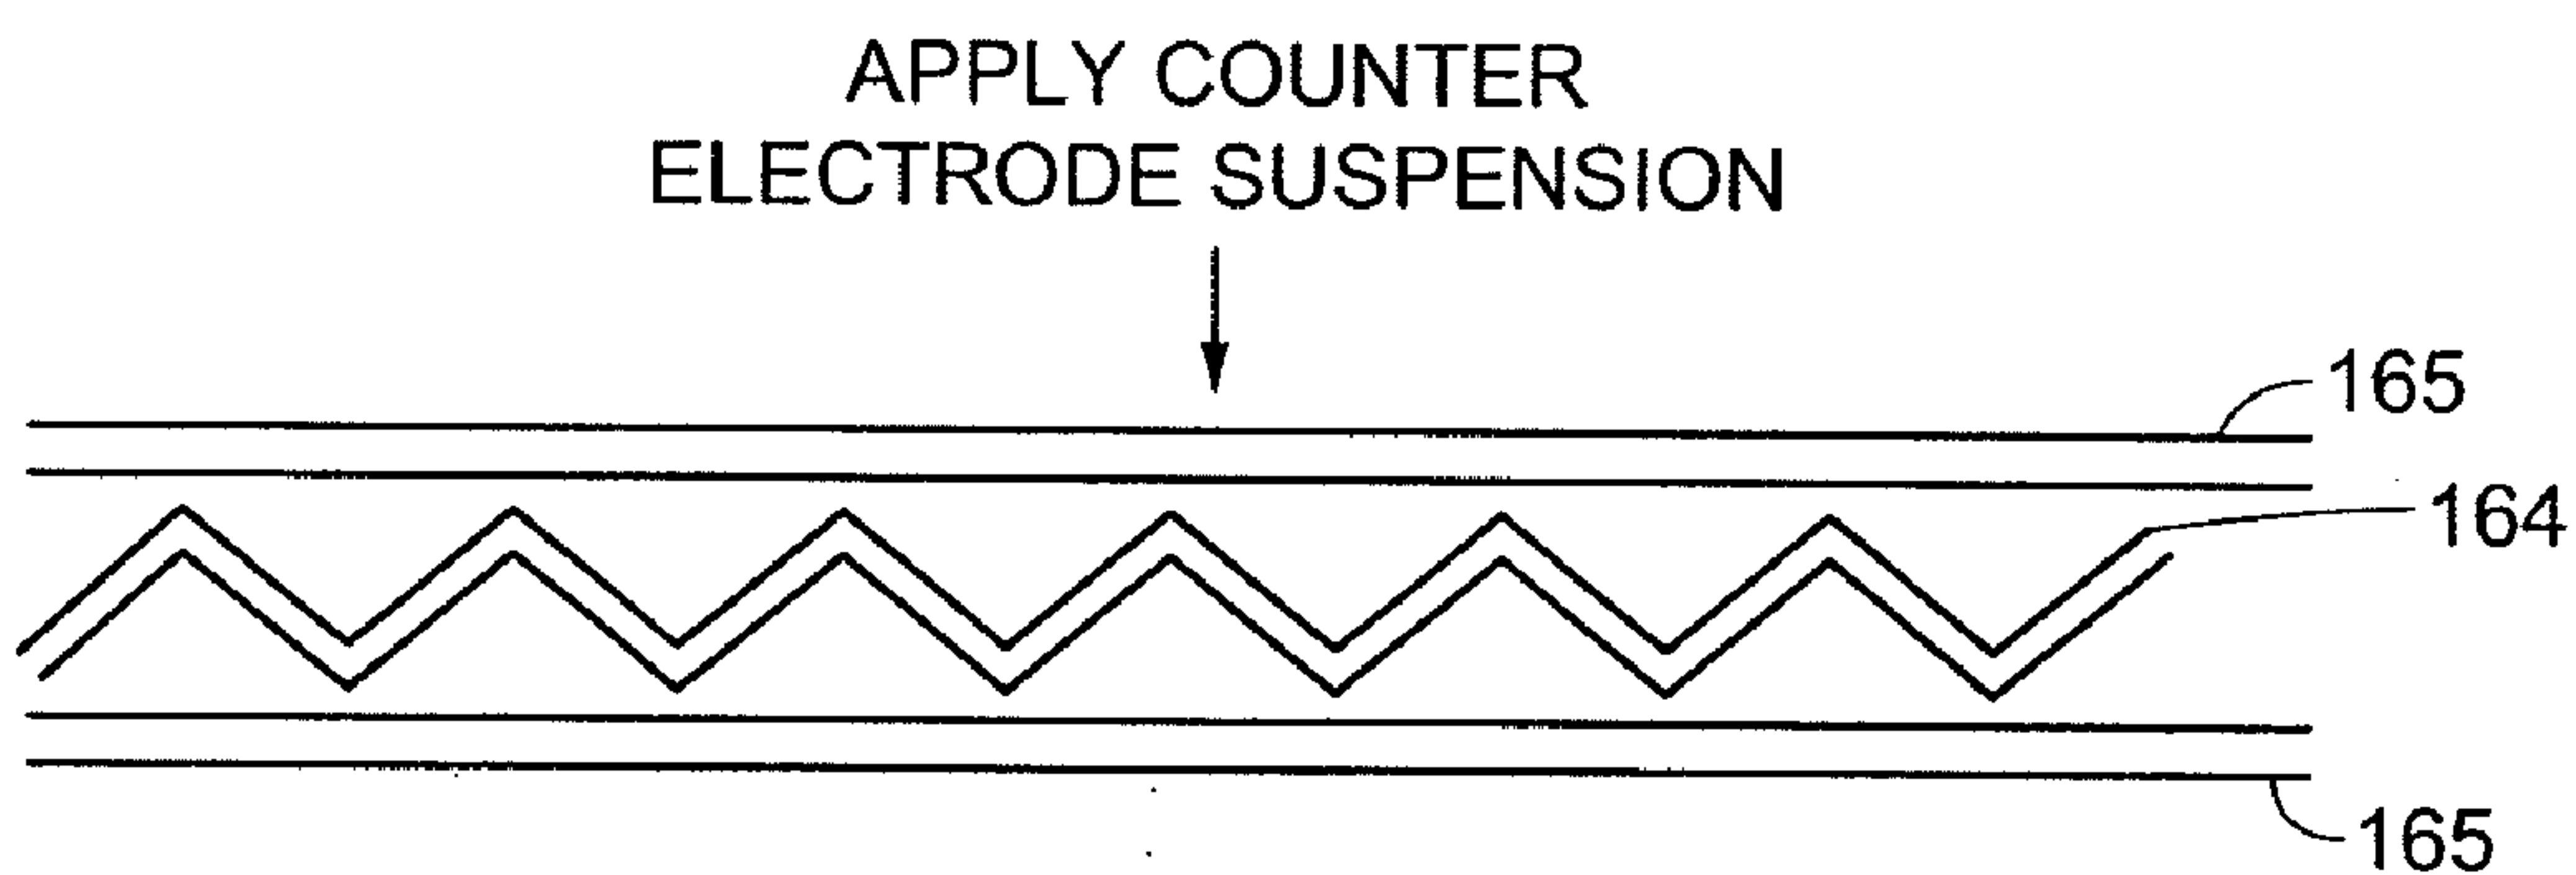 APPLY COUNTER
ELECTRODE SUSPENSION
165
164
165